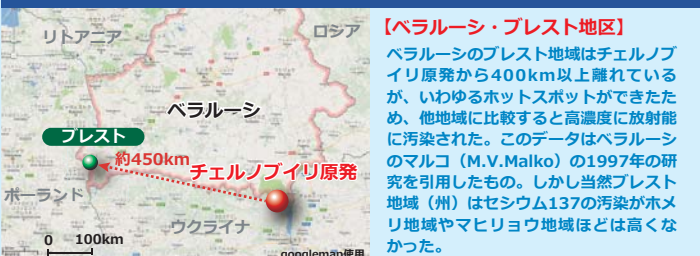 リトアニア
ロシア
ベラルーシ
ブレスト
約450km
チェルノブイリ原発
ポーランド
ウクライナ
0 100km
googlemap使用
【ベラルーシ・ブレスト地区】
ベラルーシのブレスト地域はチェルノブ
イリ原発から400km以上離れている
が、いわゆるホットスポットができたた
め、他地域に比較すると高濃度に放射能
に汚染された。このデータはベラルーシ
のマルコ（M.V.Malko）の1997年の研
究を引用したもの。しかし当然ブレスト
地域（州）はセシウム137の汚染がホメ
リ地域やマヒリョウ地域ほどは高くな
かった。